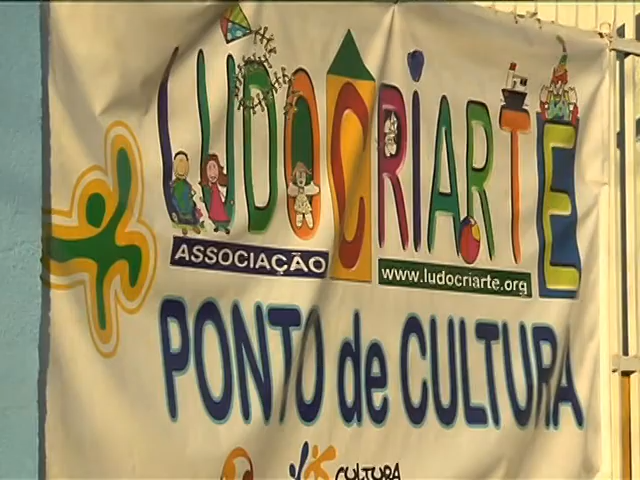 LUDOCRIARTE
ASSOCIAÇÃO
www.ludocriarte.org
PONTO de CULTURA
CULTURA